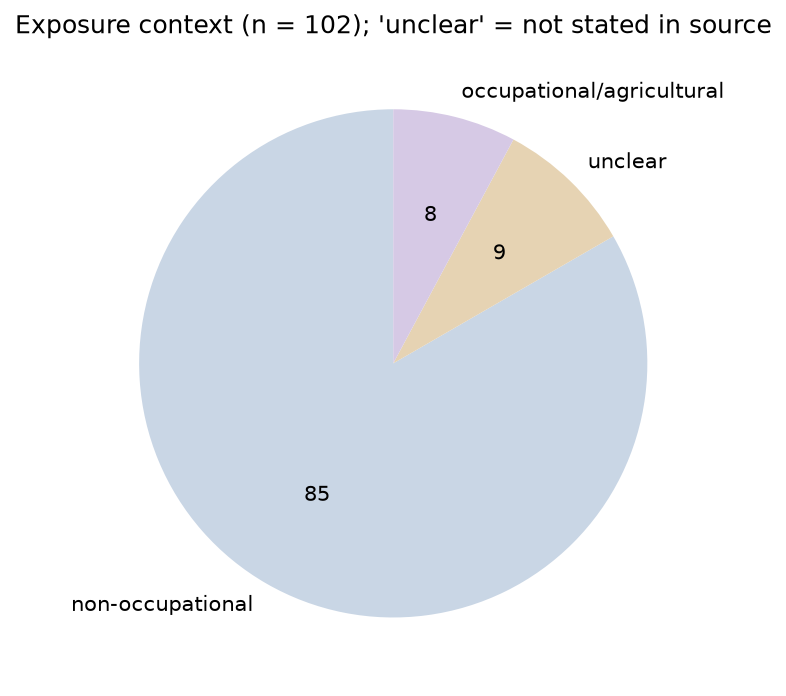 Exposure context (n = 102); 'unclear' = not stated in source
occupational/agricultural
unclear
8
9
85
non-occupational